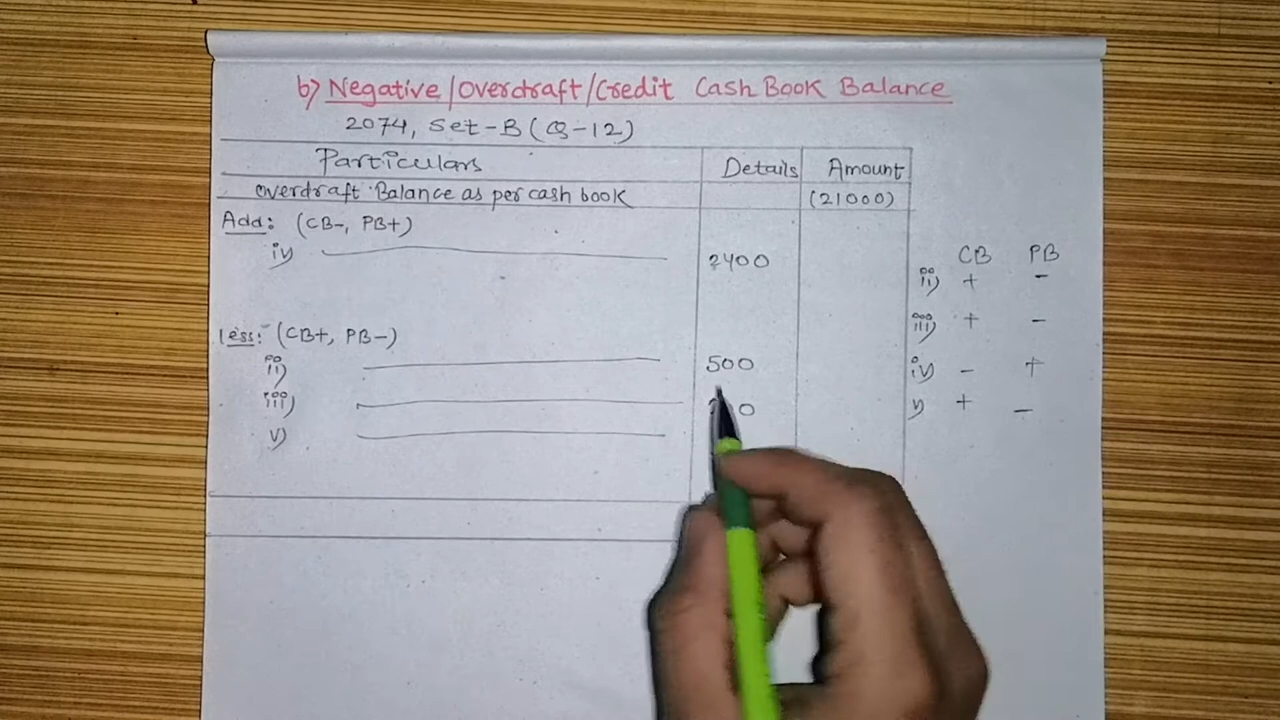 b) Negative/Overdraft/Credit Cash Book Balance
2074, Set-B (Q-12)
Particulars Details Amount
overdraft Balance as per cash book (21000)
Add: (CB-, PB+)
iv) 2400
Less: (CB+, PB-)
ii) 500
iii)
v)
CB PB
ii) + -
iii) + -
iv) - +
v) + -